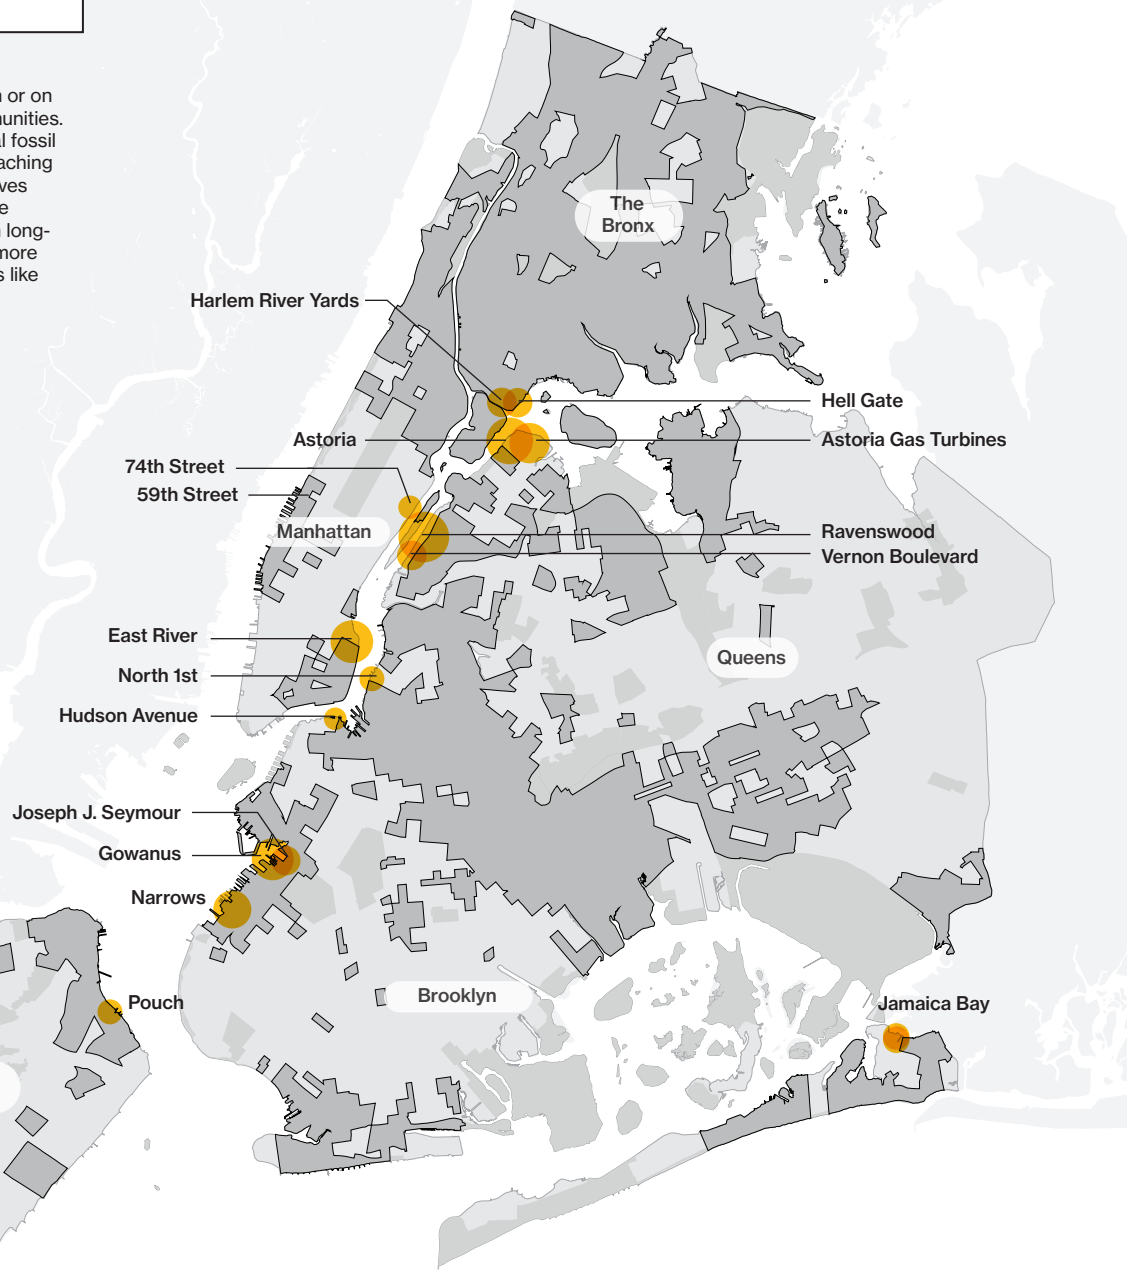 or on
unities.
fossil
aching
ves
long-
more
like
The
Bronx
Harlem River Yards
Hell Gate
Astoria
Astoria Gas Turbines
74th Street
59th Street
Manhattan
Ravenswood
Vernon Boulevard
East River
Queens
North 1st
Hudson Avenue
Joseph J. Seymour
Gowanus
Narrows
Brooklyn
Pouch
Jamaica Bay